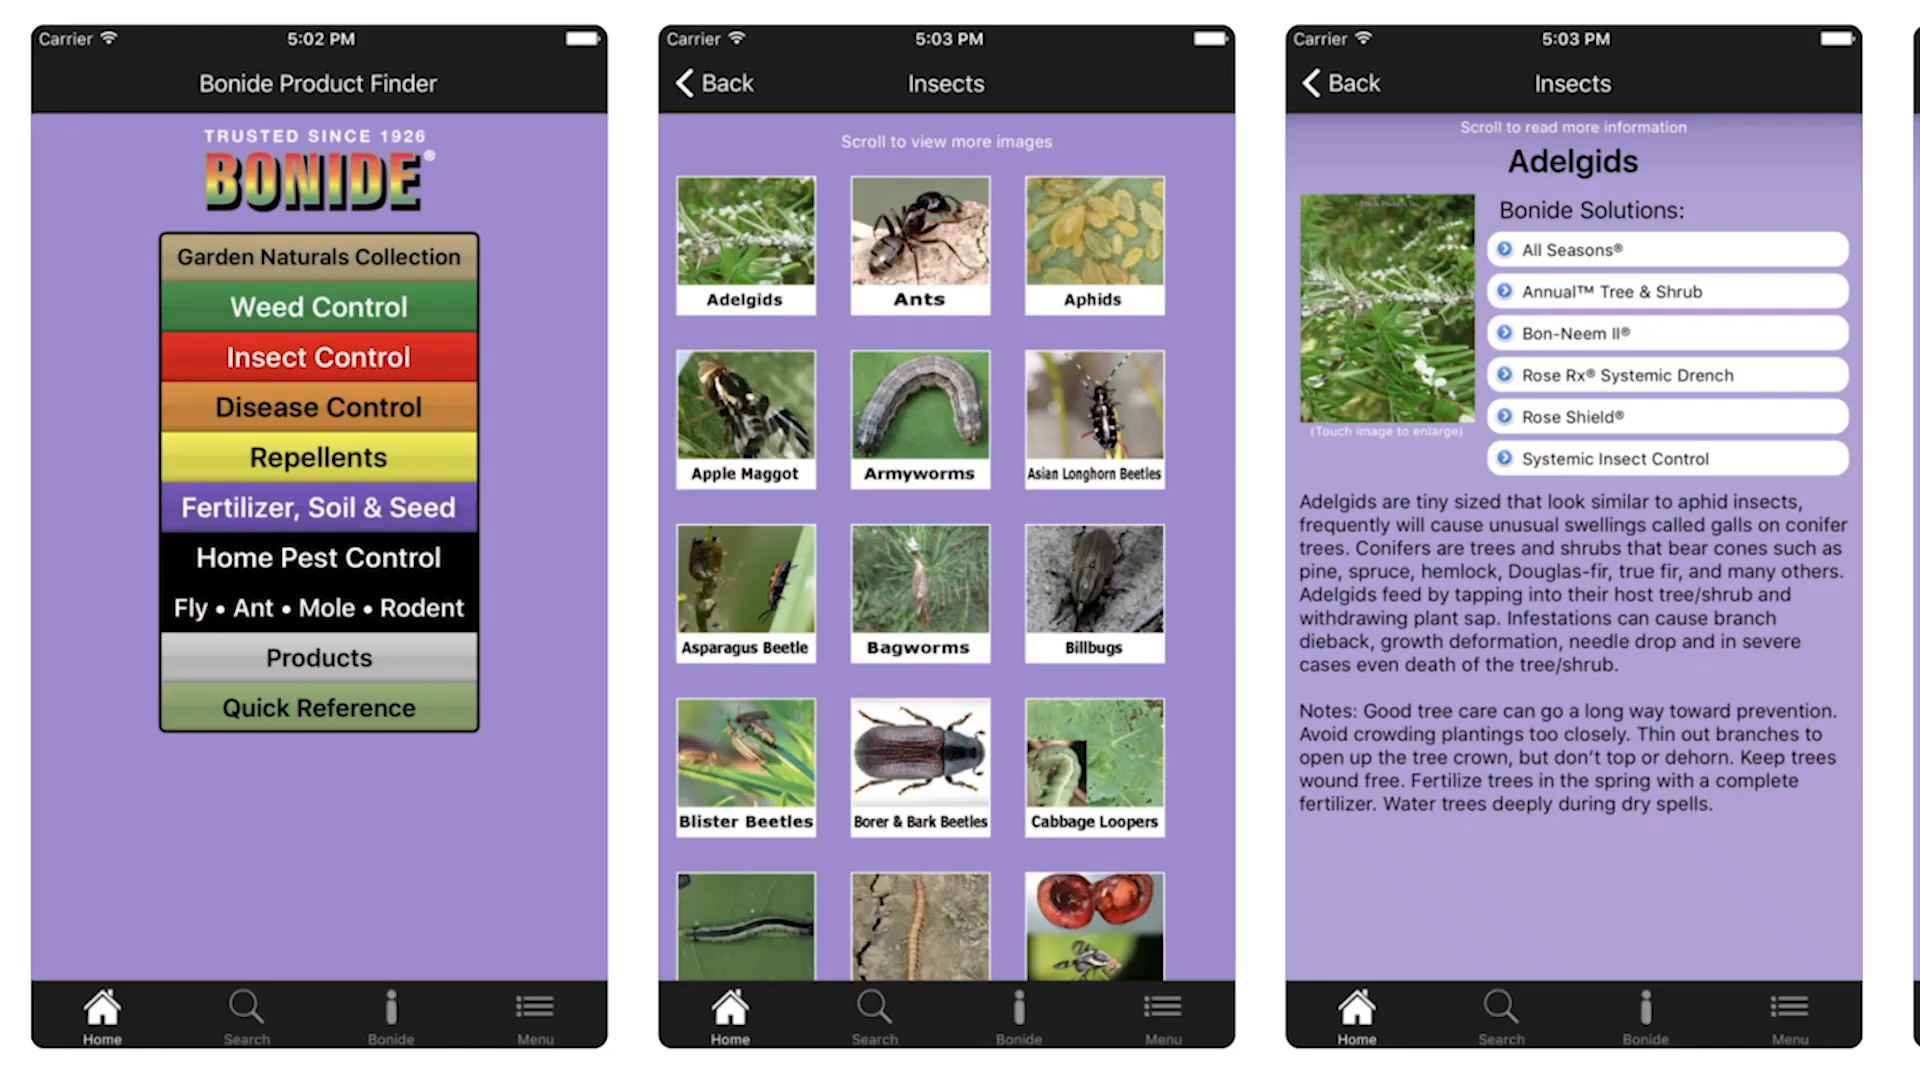 Carrier 5:02 PM
Bonide Product Finder
TRUSTED SINCE 1926
BONIDE®
Garden Naturals Collection
Weed Control
Insect Control
Disease Control
Repellents
Fertilizer, Soil & Seed
Home Pest Control
Fly • Ant • Mole • Rodent
Products
Quick Reference
Home Search Bonide Menu
Carrier 5:03 PM
Back Insects
Scroll to view more images
Adelgids Ants Aphids
Apple Maggot Armyworms Asian Longhorn Beetles
Asparagus Beetle Bagworms Billbugs
Blister Beetles Borer & Bark Beetles Cabbage Loopers
Home Search Bonide Menu
Carrier 5:03 PM
Back Insects
Scroll to read more information
Adelgids
Bonide Solutions:
All Seasons®
Annual™ Tree & Shrub
Bon-Neem II®
Rose Rx® Systemic Drench
Rose Shield®
Systemic Insect Control
(Touch image to enlarge)
Adelgids are tiny sized that look similar to aphid insects,
frequently will cause unusual swellings called galls on conifer
trees. Conifers are trees and shrubs that bear cones such as
pine, spruce, hemlock, Douglas-fir, true fir, and many others.
Adelgids feed by tapping into their host tree/shrub and
withdrawing plant sap. Infestations can cause branch
dieback, growth deformation, needle drop and in severe
cases even death of the tree/shrub.
Notes: Good tree care can go a long way toward prevention.
Avoid crowding plantings too closely. Thin out branches to
open up the tree crown, but don’t top or dehorn. Keep trees
wound free. Fertilize trees in the spring with a complete
fertilizer. Water trees deeply during dry spells.
Home Search Bonide Menu